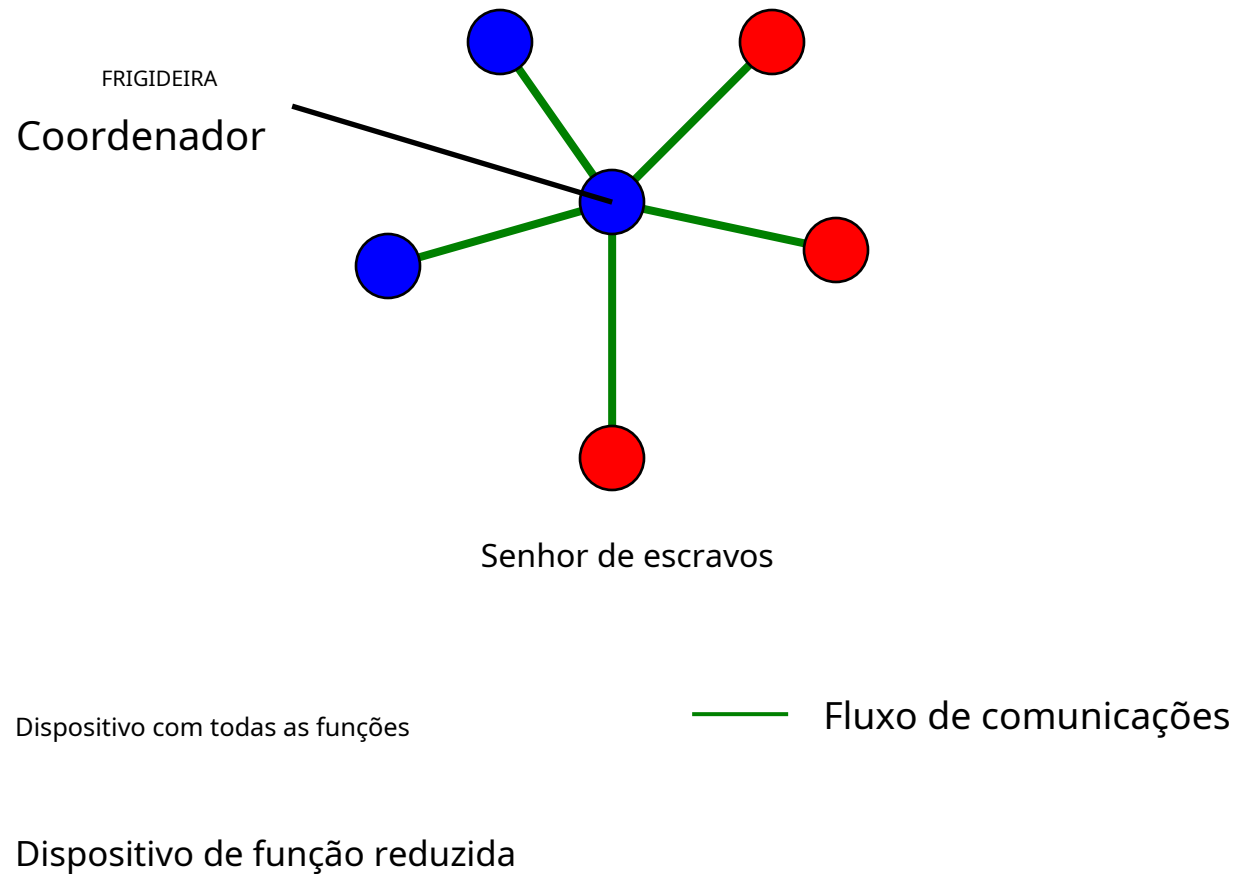 FRIGIDEIRA
Coordenador
Senhor de escravos
Dispositivo com todas as funções
Fluxo de comunicações
Dispositivo de função reduzida